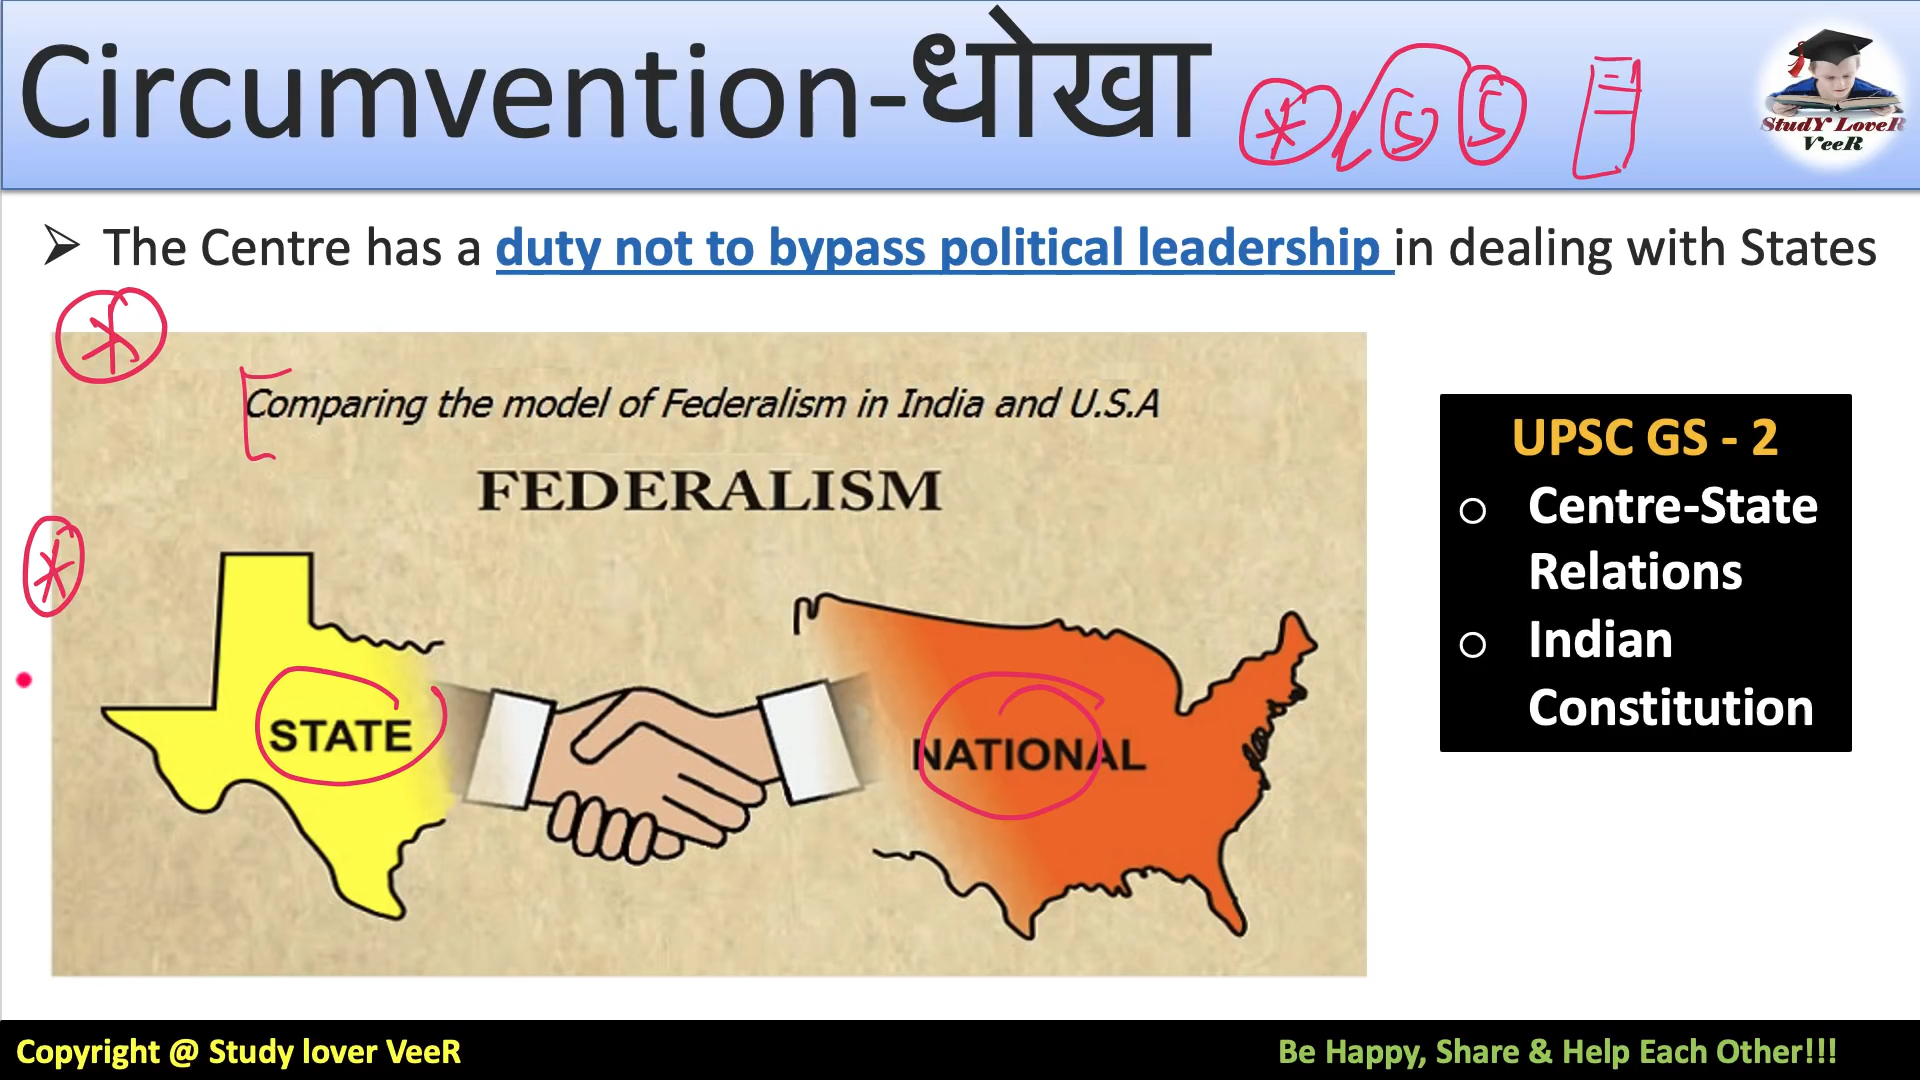 Circumvention-धोखा
StudY LoveR
VeeR
The Centre has a duty not to bypass political leadership in dealing with States
Comparing the model of Federalism in India and U.S.A
FEDERALISM
STATE
NATIONAL
UPSC GS - 2
Centre-State
Relations
Indian
Constitution
Copyright @ Study lover VeeR
Be Happy, Share & Help Each Other!!!